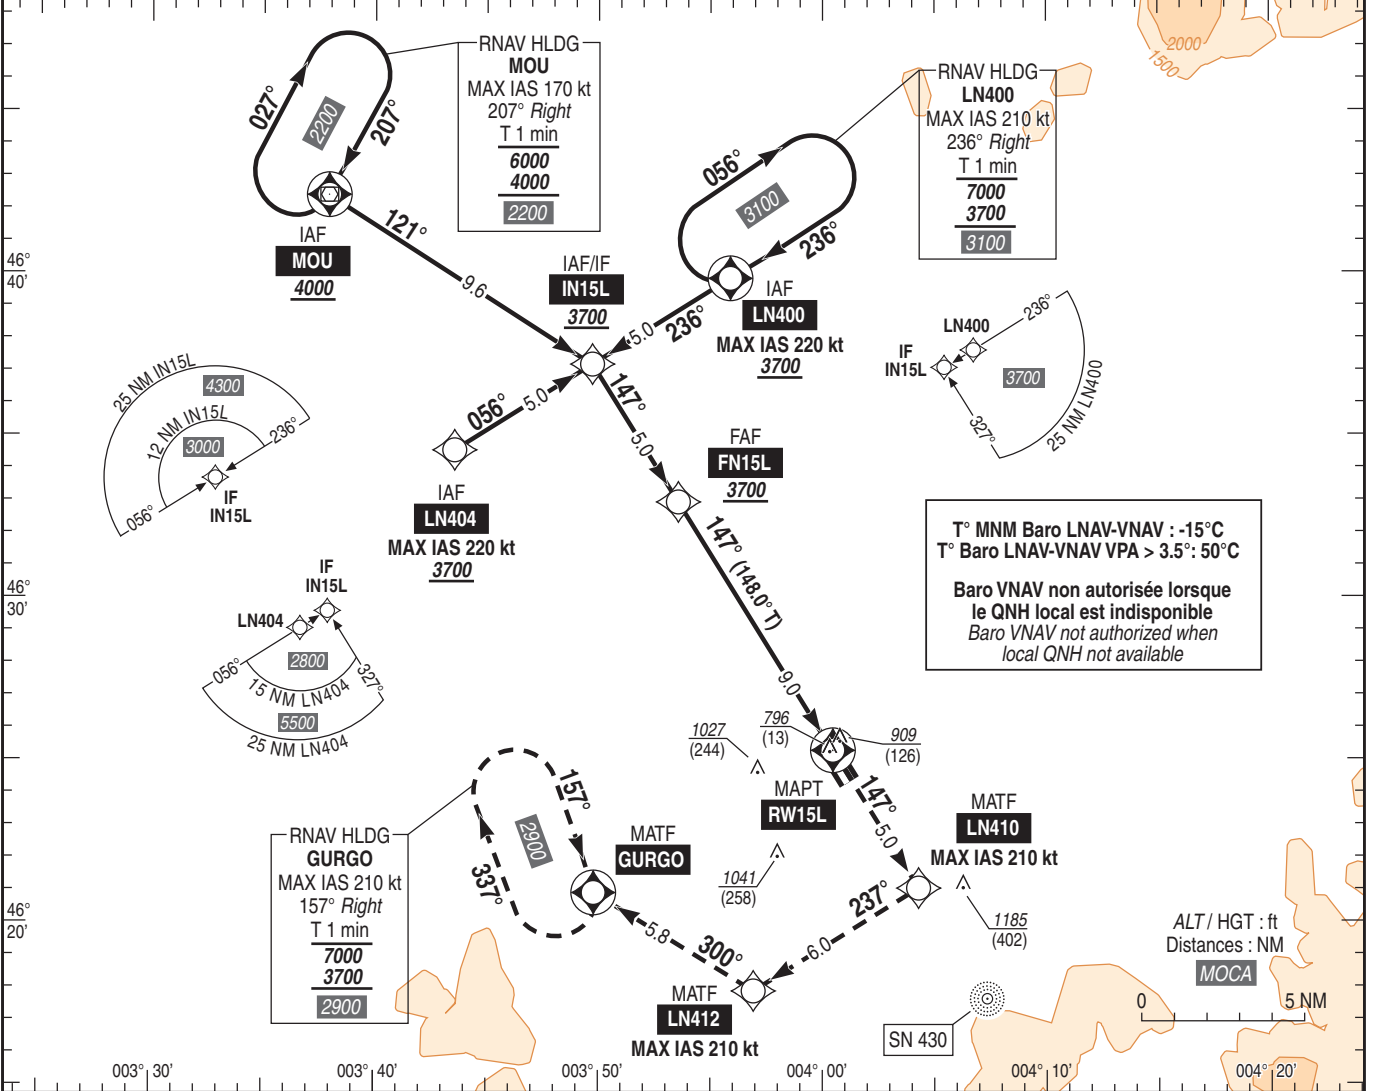 2000
1500
RNAV HLDG
MOU
MAX IAS 170 kt
207° Right
T 1 min
6000
4000
2200
RNAV HLDG
LN400
MAX IAS 210 kt
236° Right
T 1 min
7000
3700
3100
027°
2200
207°
056°
3100
236°
IAF
MOU
4000
121°
9.6
IAF/IF
IN15L
3700
5.0
236°
IAF
LN400
MAX IAS 220 kt
3700
46°
40'
LN400
236°
IF
IN15L
3700
327°
25 NM LN400
25 NM IN15L
4300
12 NM IN15L
3000
236°
056°
IF
IN15L
056°
5.0
147°
5.0
IAF
LN404
MAX IAS 220 kt
3700
FAF
FN15L
3700
147° (148.0° T)
9.0
T° MNM Baro LNAV-VNAV : -15°C
T° Baro LNAV-VNAV VPA > 3.5°: 50°C
Baro VNAV non autorisée lorsque
le QNH local est indisponible
Baro VNAV not authorized when
local QNH not available
46°
30'
IF
IN15L
LN404
2800
056°
327°
15 NM LN404
5500
25 NM LN404
1027
(244)
796
(13)
909
(126)
MAPT
RW15L
147°
5.0
MATF
LN410
MAX IAS 210 kt
1041
(258)
1185
(402)
RNAV HLDG
GURGO
MAX IAS 210 kt
157° Right
T 1 min
7000
3700
2900
157°
2900
337°
MATF
GURGO
5.8
300°
237°
6.0
MATF
LN412
MAX IAS 210 kt
46°
20'
SN 430
ALT / HGT : ft
Distances : NM
MOCA
0 5 NM
003° 30' 003° 40' 003° 50' 004° 00' 004° 10' 004° 20'